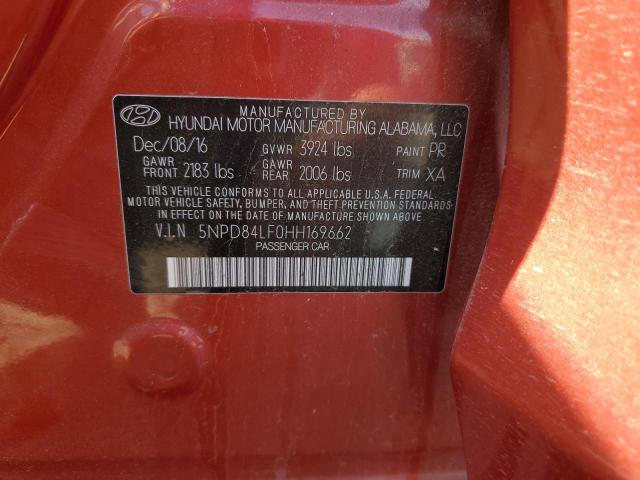 MANUFACTURED BY
HYUNDAI MOTOR MANUFACTURING ALABAMA, LLC
Dec/08/16 GVWR 3924 lbs PAINT PR
GAWR FRONT 2183 lbs GAWR REAR 2006 lbs TRIM XA
THIS VEHICLE CONFORMS TO ALL APPLICABLE U.S.A. FEDERAL
MOTOR VEHICLE SAFETY, BUMPER, AND THEFT PREVENTION STANDARDS
IN EFFECT ON THE DATE OF MANUFACTURE SHOWN ABOVE.
V.I.N 5NPD84LF0HH169662
PASSENGER CAR